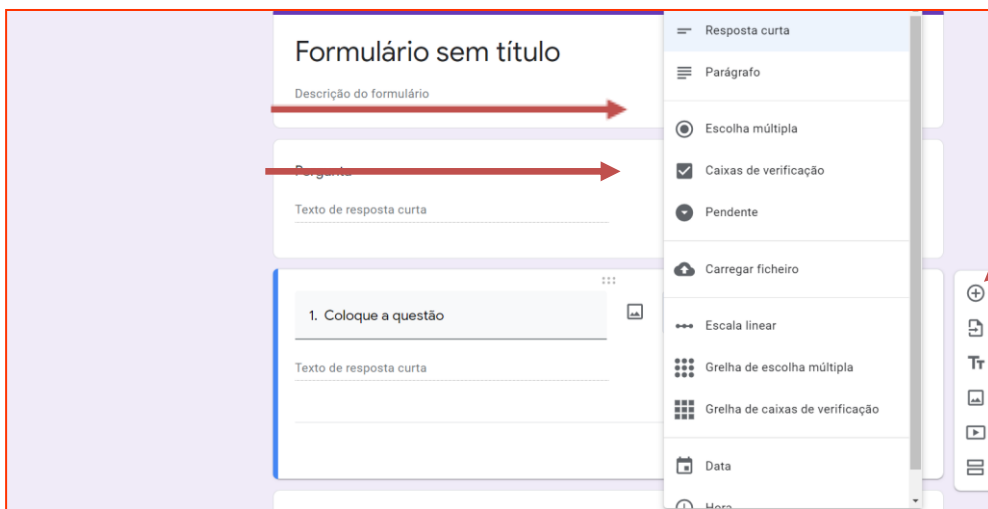 Formulário sem título
Descrição do formulário
Pergunta
Texto de resposta curta
1. Coloque a questão
Texto de resposta curta
Resposta curta
Parágrafo
Escolha múltipla
Caixas de verificação
Pendente
Carregar ficheiro
Escala linear
Grelha de escolha múltipla
Grelha de caixas de verificação
Data
Hora
Tт